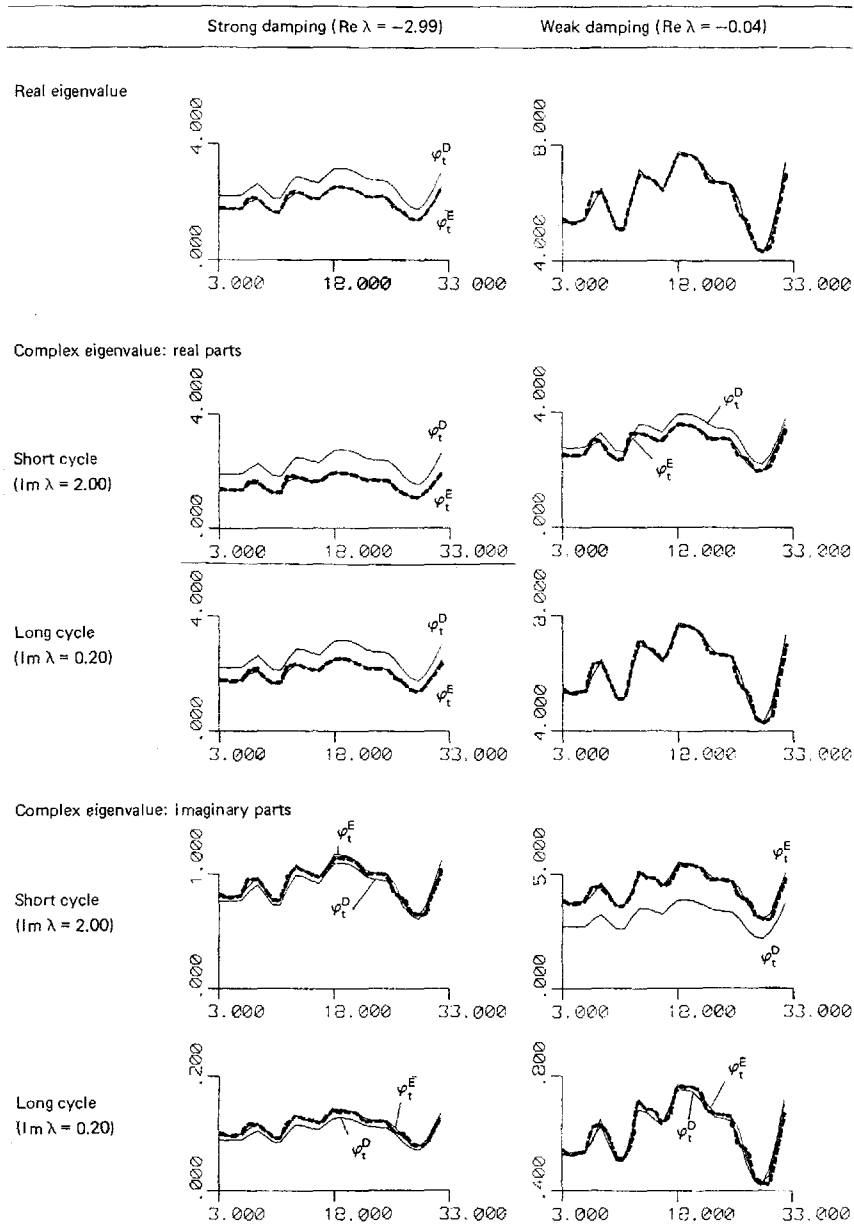 Strong damping (Re λ = −2.99) Weak damping (Re λ = −0.04)
Real eigenvalue
4.000 φₜᴰ φₜᴱ .000 3.000 18.000 33.000
8.000 4.000 3.000 18.000 33.000
Complex eigenvalue: real parts
Short cycle
(Im λ = 2.00)
4.000 φₜᴰ φₜᴱ .000 3.000 18.000 33.000
4.000 φₜᴰ φₜᴱ .000 3.000 18.000 33.000
Long cycle
(Im λ = 0.20)
4.000 φₜᴰ φₜᴱ .000 3.000 18.000 33.000
8.000 4.000 3.000 18.000 33.000
Complex eigenvalue: imaginary parts
Short cycle
(Im λ = 2.00)
1.000 φₜᴱ φₜᴰ .000 3.000 18.000 33.000
5.000 φₜᴱ φₜᴰ .000 3.000 18.000 33.000
Long cycle
(Im λ = 0.20)
.200 φₜᴱ φₜᴰ .000 3.000 18.000 33.000
.800 φₜᴱ φₜᴰ .400 3.000 18.000 33.000